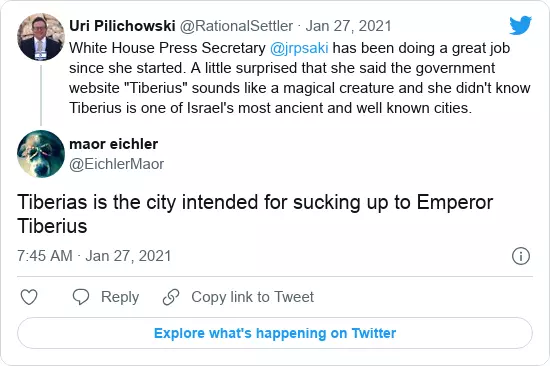 Uri Pilichowski @RationalSettler · Jan 27, 2021
White House Press Secretary @jrpsaki has been doing a great job
since she started. A little surprised that she said the government
website "Tiberius" sounds like a magical creature and she didn't know
Tiberius is one of Israel's most ancient and well known cities.
maor eichler
@EichlerMaor
Tiberias is the city intended for sucking up to Emperor
Tiberius
7:45 AM · Jan 27, 2021
Reply Copy link to Tweet
Explore what's happening on Twitter